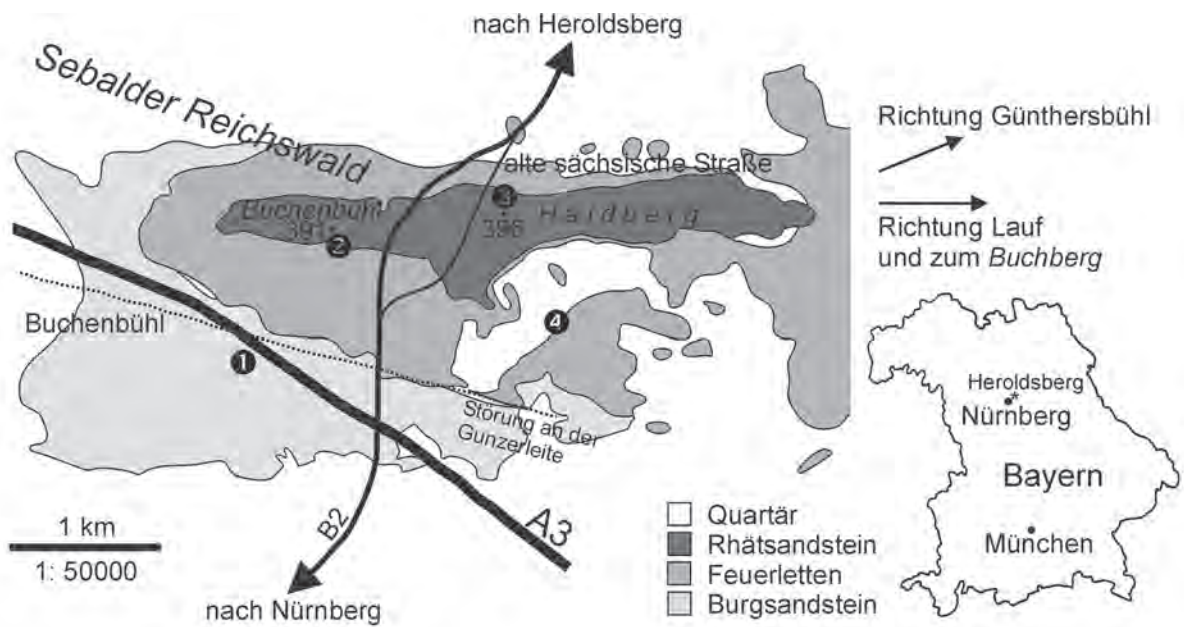 nach Heroldsberg
Sebalder Reichswald
Richtung Günthersbühl
alte sächsische Straße
Buchenbühl
391
2
3
396
Haidberg
Richtung Lauf
und zum Buchberg
Buchenbühl
1
4
Störung an der
Gunzerleite
B2
A3
1 km
1: 50000
nach Nürnberg
Quartär
Rhätsandstein
Feuerletten
Burgsandstein
Heroldsberg
*
Nürnberg
Bayern
München